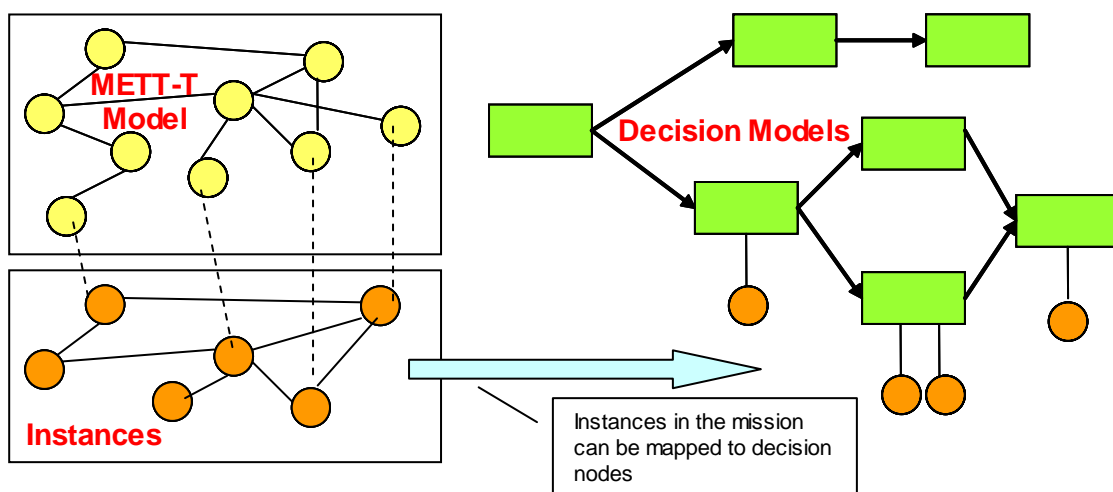 METT-T
Model
Decision Models
Instances
Instances in the mission
can be mapped to decision
nodes